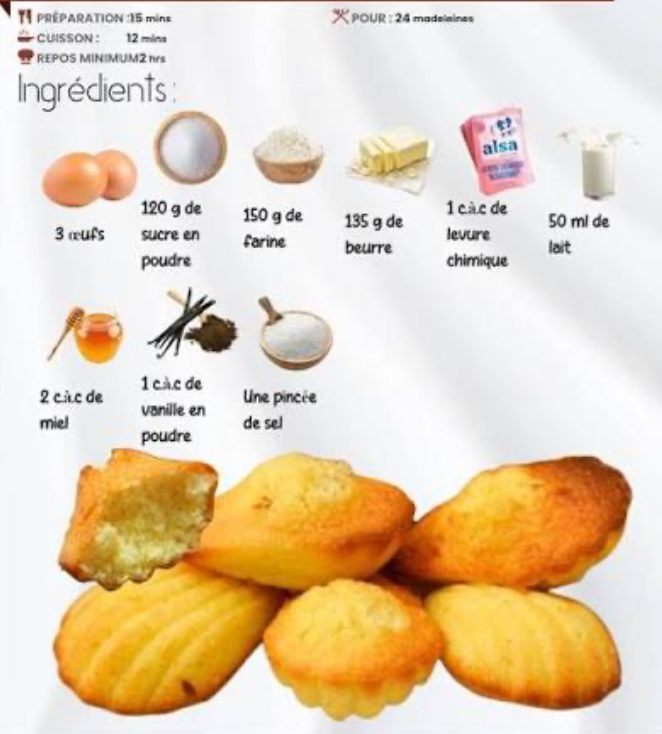 PRÉPARATION :15 mins
POUR : 24 madeleines
CUISSON : 12 mins
REPOS MINIMUM2 hrs
Ingrédients :
alsa
3 œufs
120 g de
sucre en
poudre
150 g de
farine
135 g de
beurre
1 c.à.c de
levure
chimique
50 ml de
lait
2 c.à.c de
miel
1 c.à.c de
vanille en
poudre
Une pincée
de sel